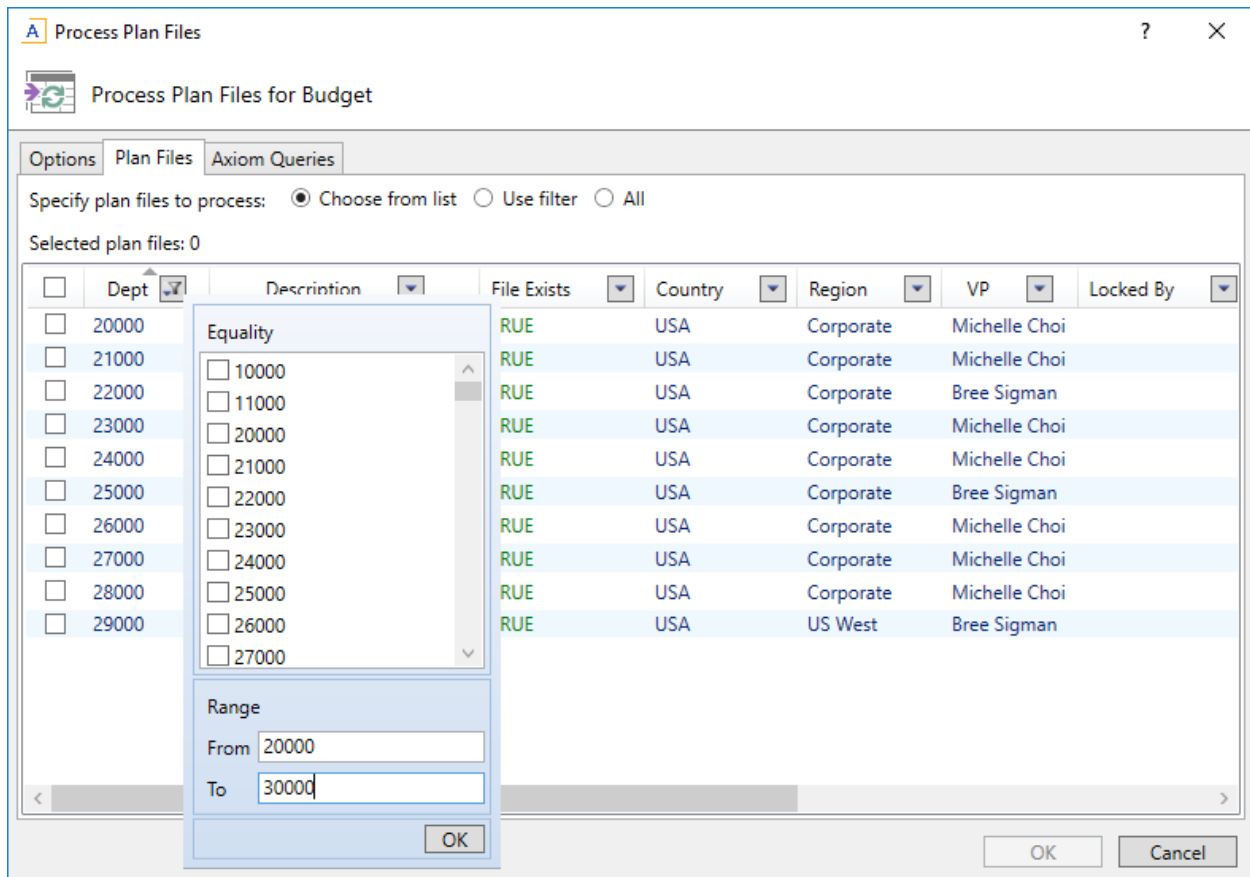 A Process Plan Files ?
Process Plan Files for Budget
Options Plan Files Axiom Queries
Specify plan files to process: Choose from list Use filter All
Selected plan files: 0
Dept Description File Exists Country Region VP Locked By
20000 RUE USA Corporate Michelle Choi
21000 RUE USA Corporate Michelle Choi
22000 RUE USA Corporate Bree Sigman
23000 RUE USA Corporate Michelle Choi
24000 RUE USA Corporate Michelle Choi
25000 RUE USA Corporate Bree Sigman
26000 RUE USA Corporate Michelle Choi
27000 RUE USA Corporate Michelle Choi
28000 RUE USA Corporate Michelle Choi
29000 RUE USA US West Bree Sigman
Equality
10000
11000
20000
21000
22000
23000
24000
25000
26000
27000
Range
From 20000
To 30000
OK
OK Cancel